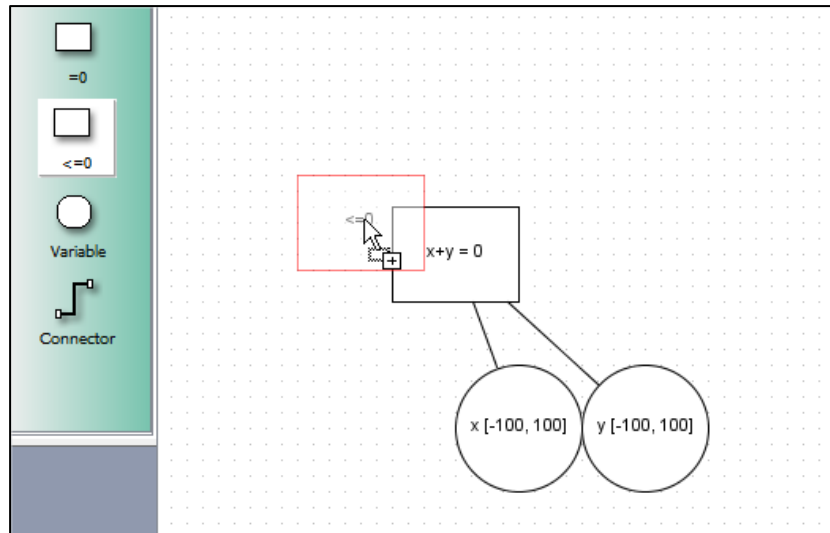 =0
<=0
Variable
Connector
<=0
x+y = 0
x [-100, 100]
y [-100, 100]